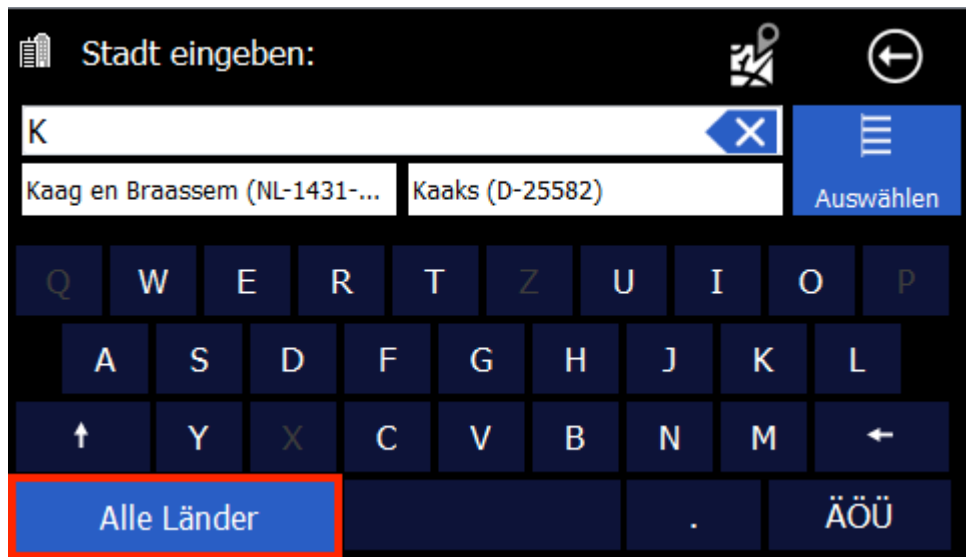 Stadt eingeben:
K
Kaag en Braassem (NL-1431-... Kaaks (D-25582)
Auswählen
Q W E R T Z U I O P
A S D F G H J K L
Y X C V B N M
Alle Länder . ÄÖÜ